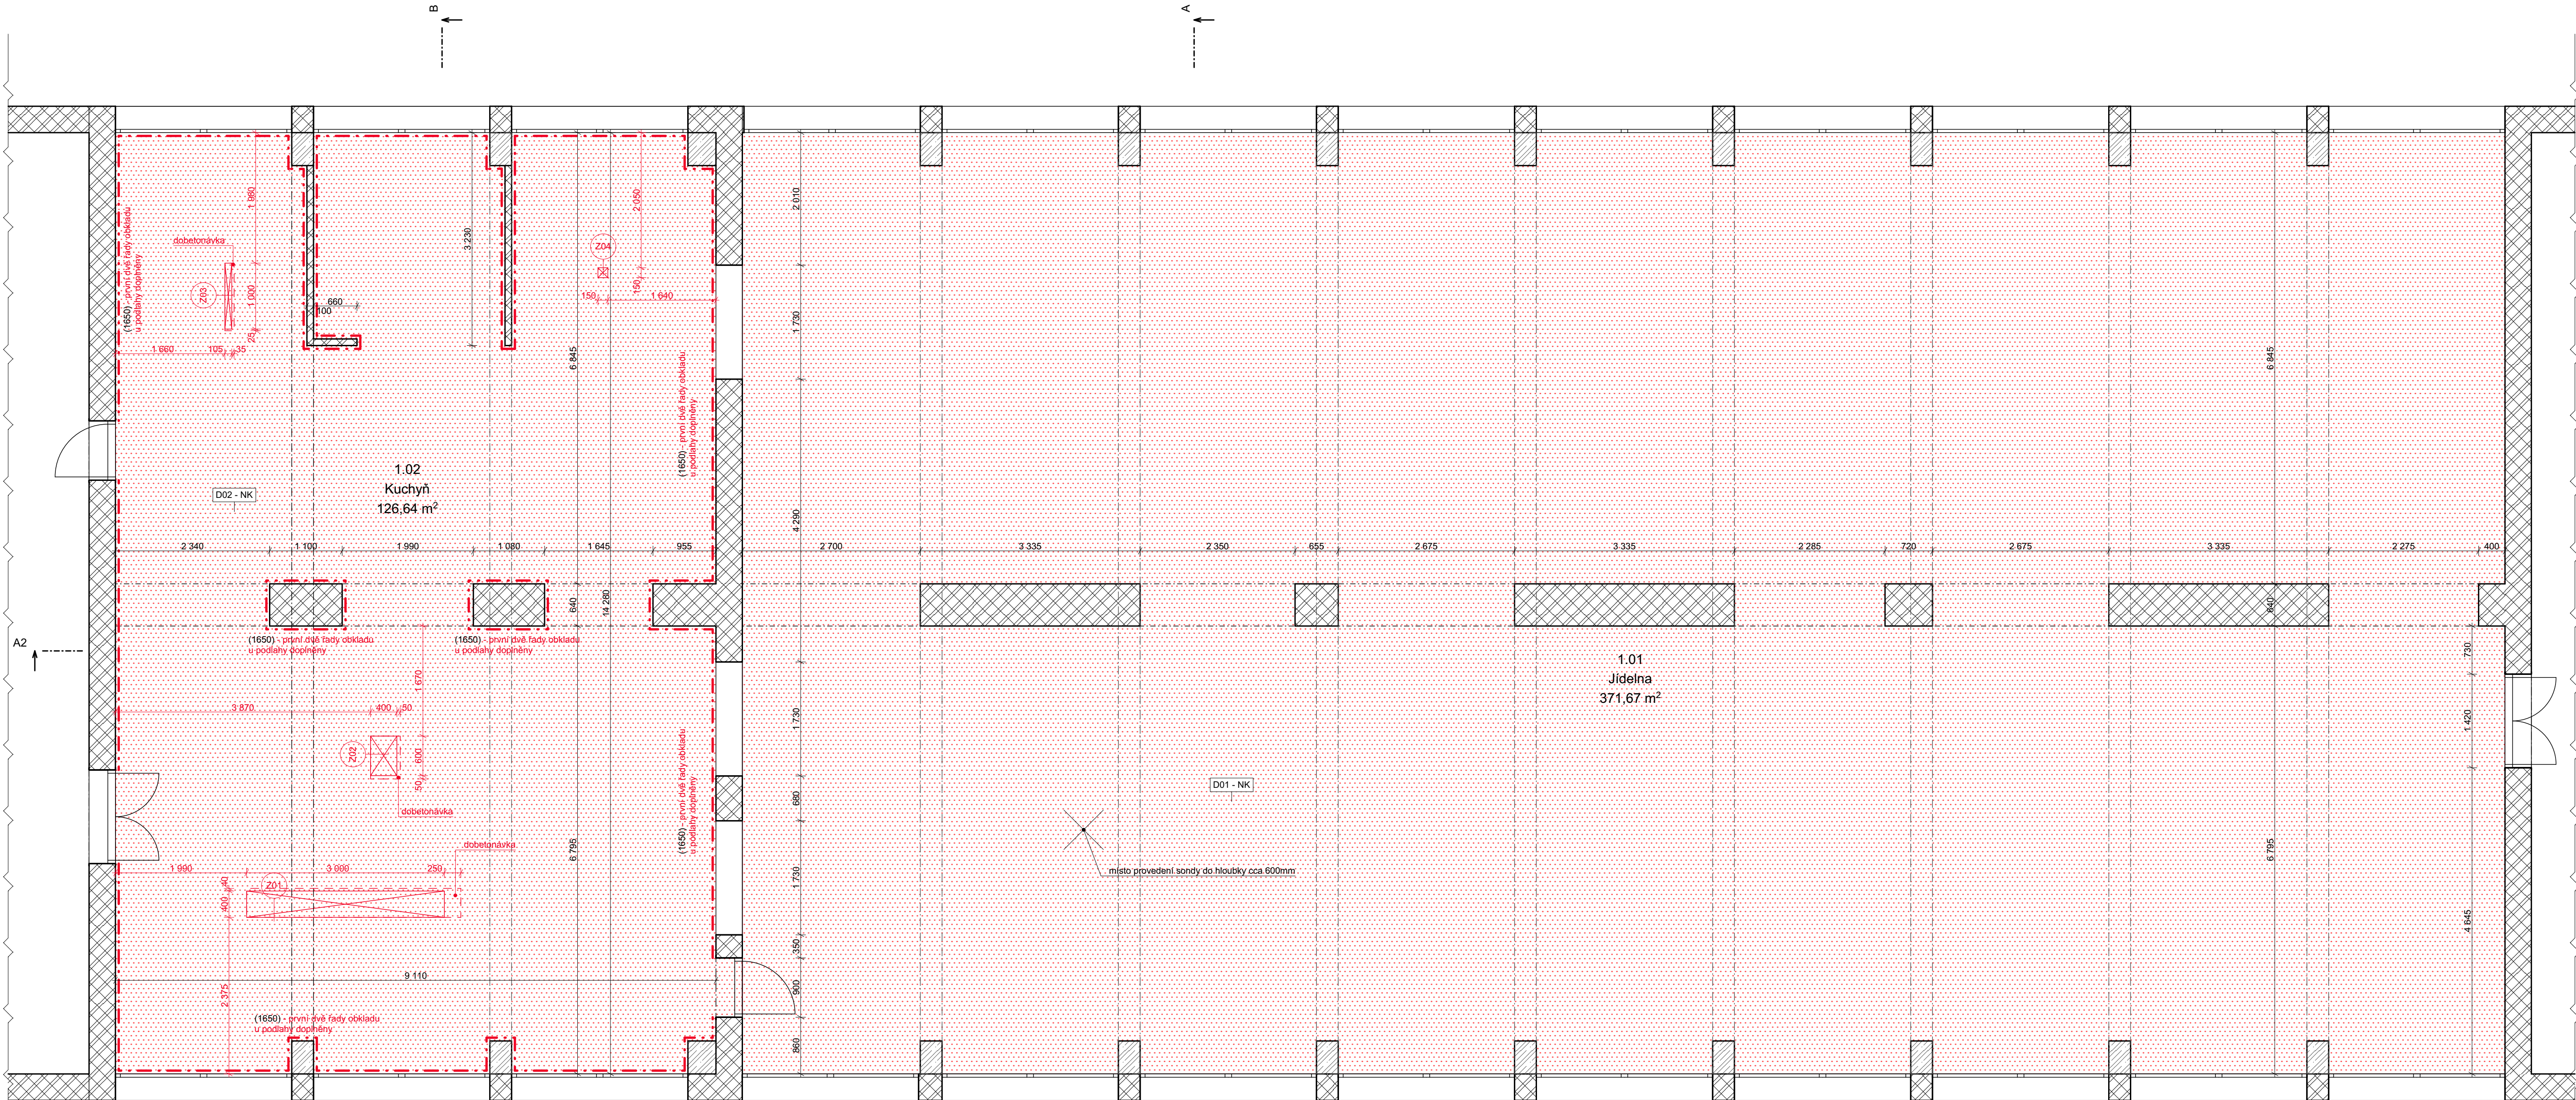 B
A
1 980
2 050
2 010
(1650) - první dvě řady obkladu
u podlahy doplněny
dobetonávka
3 230
Z04
Z03
1 000
150
150
1 640
660
100
1 730
25
1 660
105
35
6 845
6 845
(1650) - první dvě řady obkladu
u podlahy doplněny
1.02
Kuchyň
126,64 m²
D02 - NK
4 290
2 340
1 100
1 990
1 080
1 645
955
2 700
3 335
2 350
655
2 675
3 335
2 285
720
2 675
3 335
2 275
400
640
14 280
640
A2
(1650) - první dvě řady obkladu
u podlahy doplněny
(1650) - první dvě řady obkladu
u podlahy doplněny
1.01
Jídelna
371,67 m²
730
1 670
3 870
400
50
1 730
1 420
Z02
600
50
(1650) - první dvě řady obkladu
u podlahy doplněny
D01 - NK
680
dobetonávka
dobetonávka
6 795
6 795
1 990
3 000
250
místo provedení sondy do hloubky cca 600mm
1 730
40
Z01
400
4 645
350
9 110
2 375
900
(1650) - první dvě řady obkladu
u podlahy doplněny
860